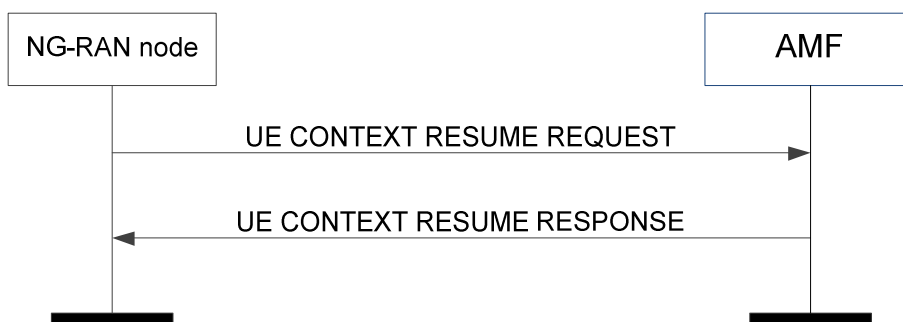 NG-RAN node
AMF
UE CONTEXT RESUME REQUEST
UE CONTEXT RESUME RESPONSE